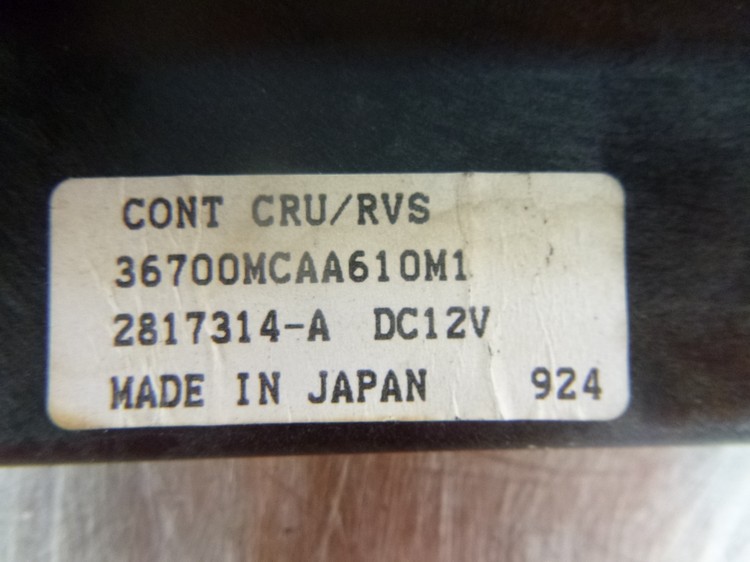 CONT CRU/RVS
36700MCAA610M1
2817314-A DC12V
MADE IN JAPAN 924